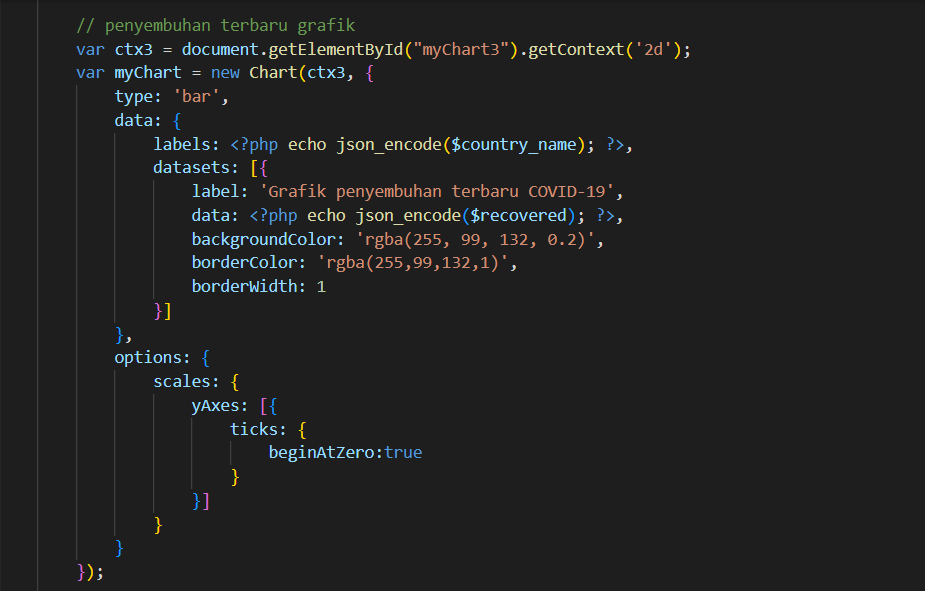 // penyembuhan terbaru grafik
var ctx3 = document.getElementById("myChart3").getContext('2d');
var myChart = new Chart(ctx3, {
    type: 'bar',
    data: {
        labels: <?php echo json_encode($country_name); ?>,
        datasets: [{
            label: 'Grafik penyembuhan terbaru COVID-19',
            data: <?php echo json_encode($recovered); ?>,
            backgroundColor: 'rgba(255, 99, 132, 0.2)',
            borderColor: 'rgba(255,99,132,1)',
            borderWidth: 1
        }]
    },
    options: {
        scales: {
            yAxes: [{
                ticks: {
                    beginAtZero:true
                }
            }]
        }
    }
});